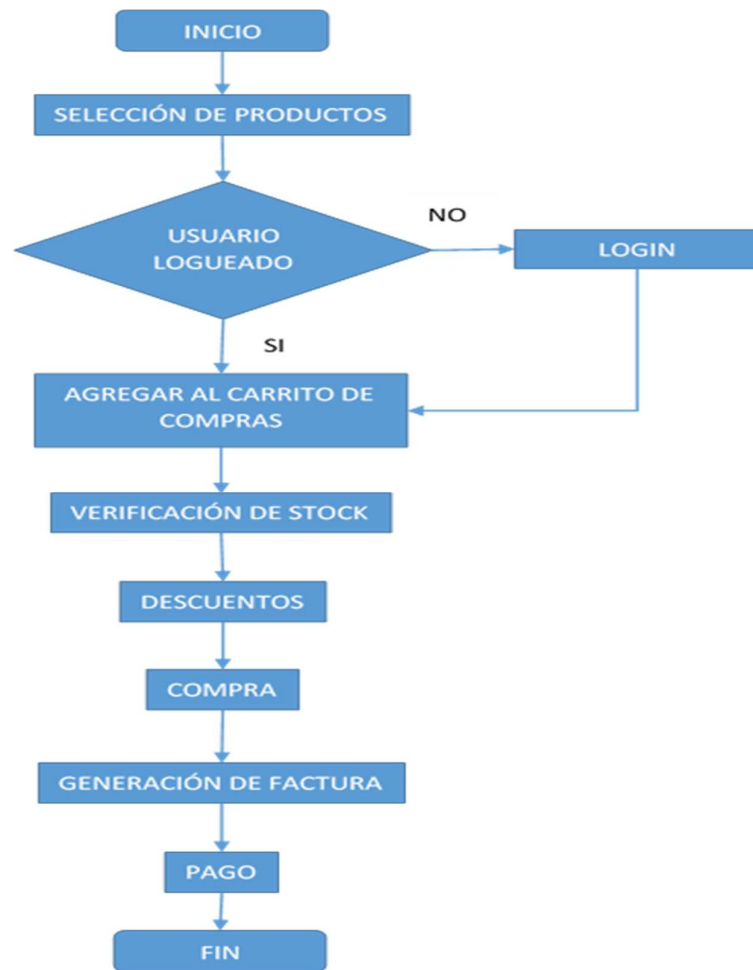 INICIO
SELECCIÓN DE PRODUCTOS
USUARIO
LOGUEADO
NO
LOGIN
SI
AGREGAR AL CARRITO DE
COMPRAS
VERIFICACIÓN DE STOCK
DESCUENTOS
COMPRA
GENERACIÓN DE FACTURA
PAGO
FIN